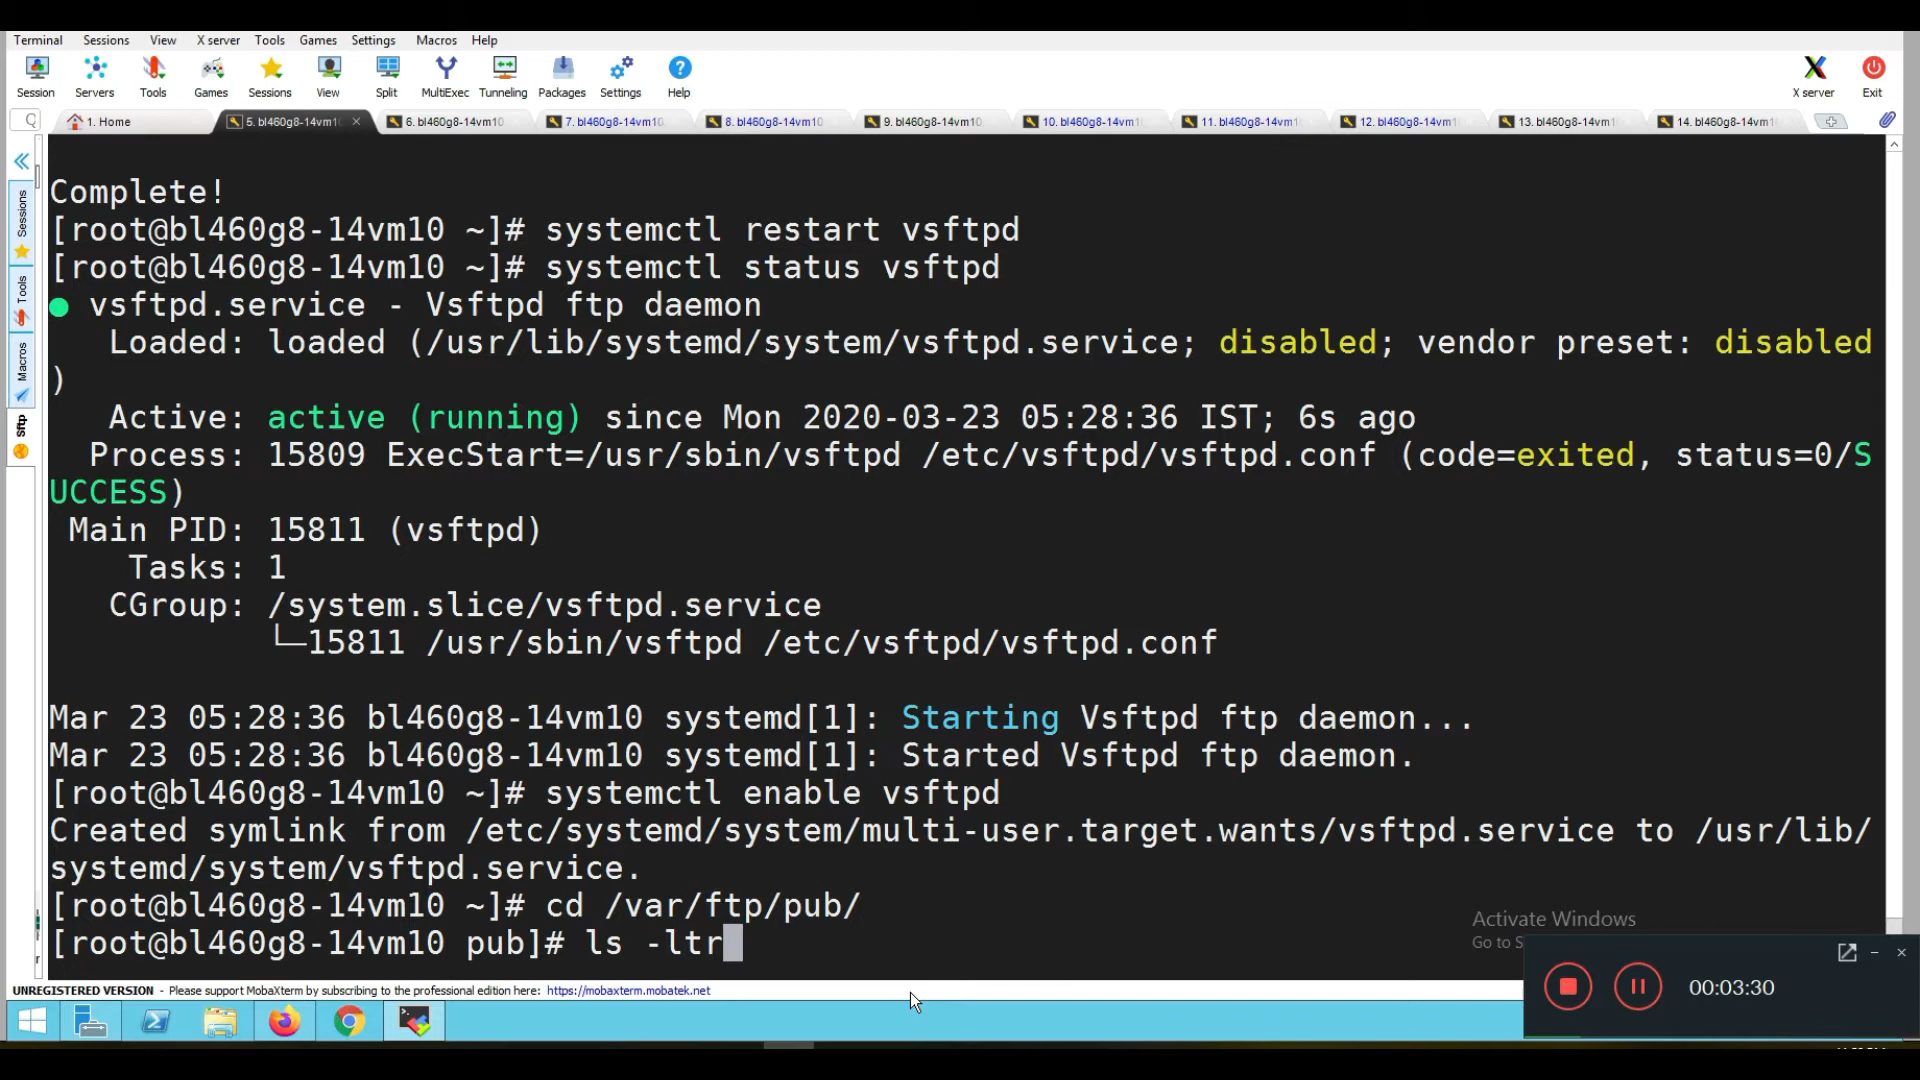 Terminal Sessions View X server Tools Games Settings Macros Help
Session Servers Tools Games Sessions View Split MultiExec Tunneling Packages Settings Help X server Exit
1. Home 5. bl460g8-14vm1 6. bl460g8-14vm10 7. bl460g8-14vm10. 8. bl460g8-14vm10 9. bl460g8-14vm10. 10. bl460g8-14vm1 11. bl460g8-14vm1 12. bl460g8-14vm1 13. bl460g8-14vm10 14. bl460g8-14vm1
Sessions
Tools
Macros
Sftp
Complete!
[root@bl460g8-14vm10 ~]# systemctl restart vsftpd
[root@bl460g8-14vm10 ~]# systemctl status vsftpd
● vsftpd.service - Vsftpd ftp daemon
Loaded: loaded (/usr/lib/systemd/system/vsftpd.service; disabled; vendor preset: disabled
)
Active: active (running) since Mon 2020-03-23 05:28:36 IST; 6s ago
Process: 15809 ExecStart=/usr/sbin/vsftpd /etc/vsftpd/vsftpd.conf (code=exited, status=0/S
UCCESS)
Main PID: 15811 (vsftpd)
Tasks: 1
CGroup: /system.slice/vsftpd.service
└─15811 /usr/sbin/vsftpd /etc/vsftpd/vsftpd.conf
Mar 23 05:28:36 bl460g8-14vm10 systemd[1]: Starting Vsftpd ftp daemon...
Mar 23 05:28:36 bl460g8-14vm10 systemd[1]: Started Vsftpd ftp daemon.
[root@bl460g8-14vm10 ~]# systemctl enable vsftpd
Created symlink from /etc/systemd/system/multi-user.target.wants/vsftpd.service to /usr/lib/
systemd/system/vsftpd.service.
[root@bl460g8-14vm10 ~]# cd /var/ftp/pub/
[root@bl460g8-14vm10 pub]# ls -ltr
Activate Windows
Go to S
00:03:30
UNREGISTERED VERSION - Please support MobaXterm by subscribing to the professional edition here: https://mobaxterm.mobatek.net